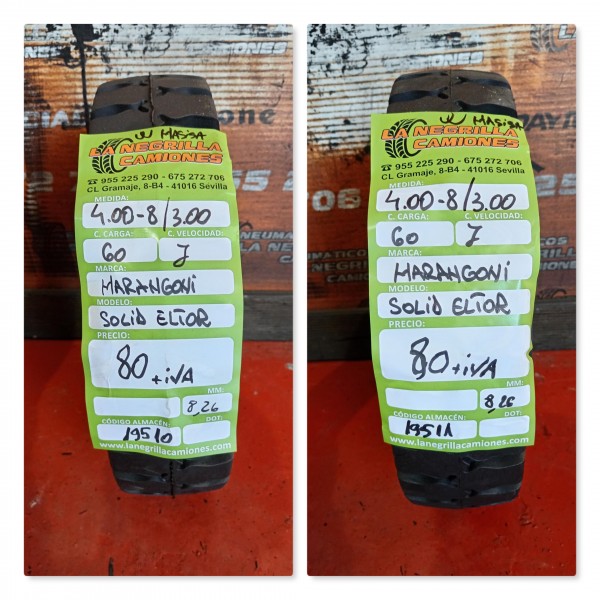 W MASISA
LA NEGRILLA
CAMIONES
☎ 955 225 290 - 675 272 706
CL Gramaje, 8-B4 - 41016 Sevilla
MEDIDA:
4.00-8/3.00
C. CARGA: C. VELOCIDAD:
60 J
MARCA:
MARANGONI
MODELO:
SOLID ELTOR
PRECIO:
80 + iVA
MM:
8,26
CÓDIGO ALMACÉN: DOT:
19510
www.lanegrillacamiones.com
W MASISA
LA NEGRILLA
CAMIONES
☎ 955 225 290 - 675 272 706
CL Gramaje, 8-B4 - 41016 Sevilla
MEDIDA:
4.00-8/3.00
C. CARGA: C. VELOCIDAD:
60 J
MARCA:
MARANGONI
MODELO:
SOLID ELTOR
PRECIO:
80 + iVA
MM:
8,26
CÓDIGO ALMACÉN: DOT:
19511
www.lanegrillacamiones.com